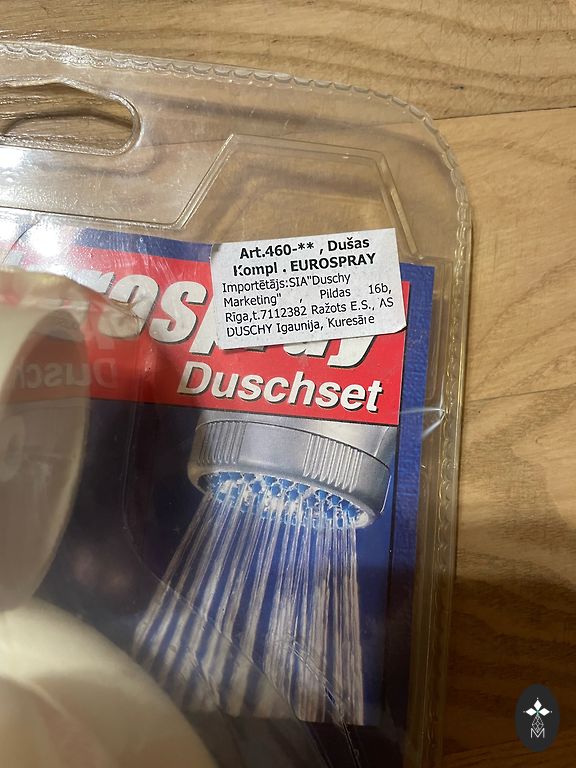 Art.460-** , Dušas
Kompl . EUROSPRAY
Importētājs:SIA"Duschy
Marketing" , Pildas 16b,
Rīga,t.7112382 Ražots E.S., AS
DUSCHY Igaunija, Kuresāre
Duschset